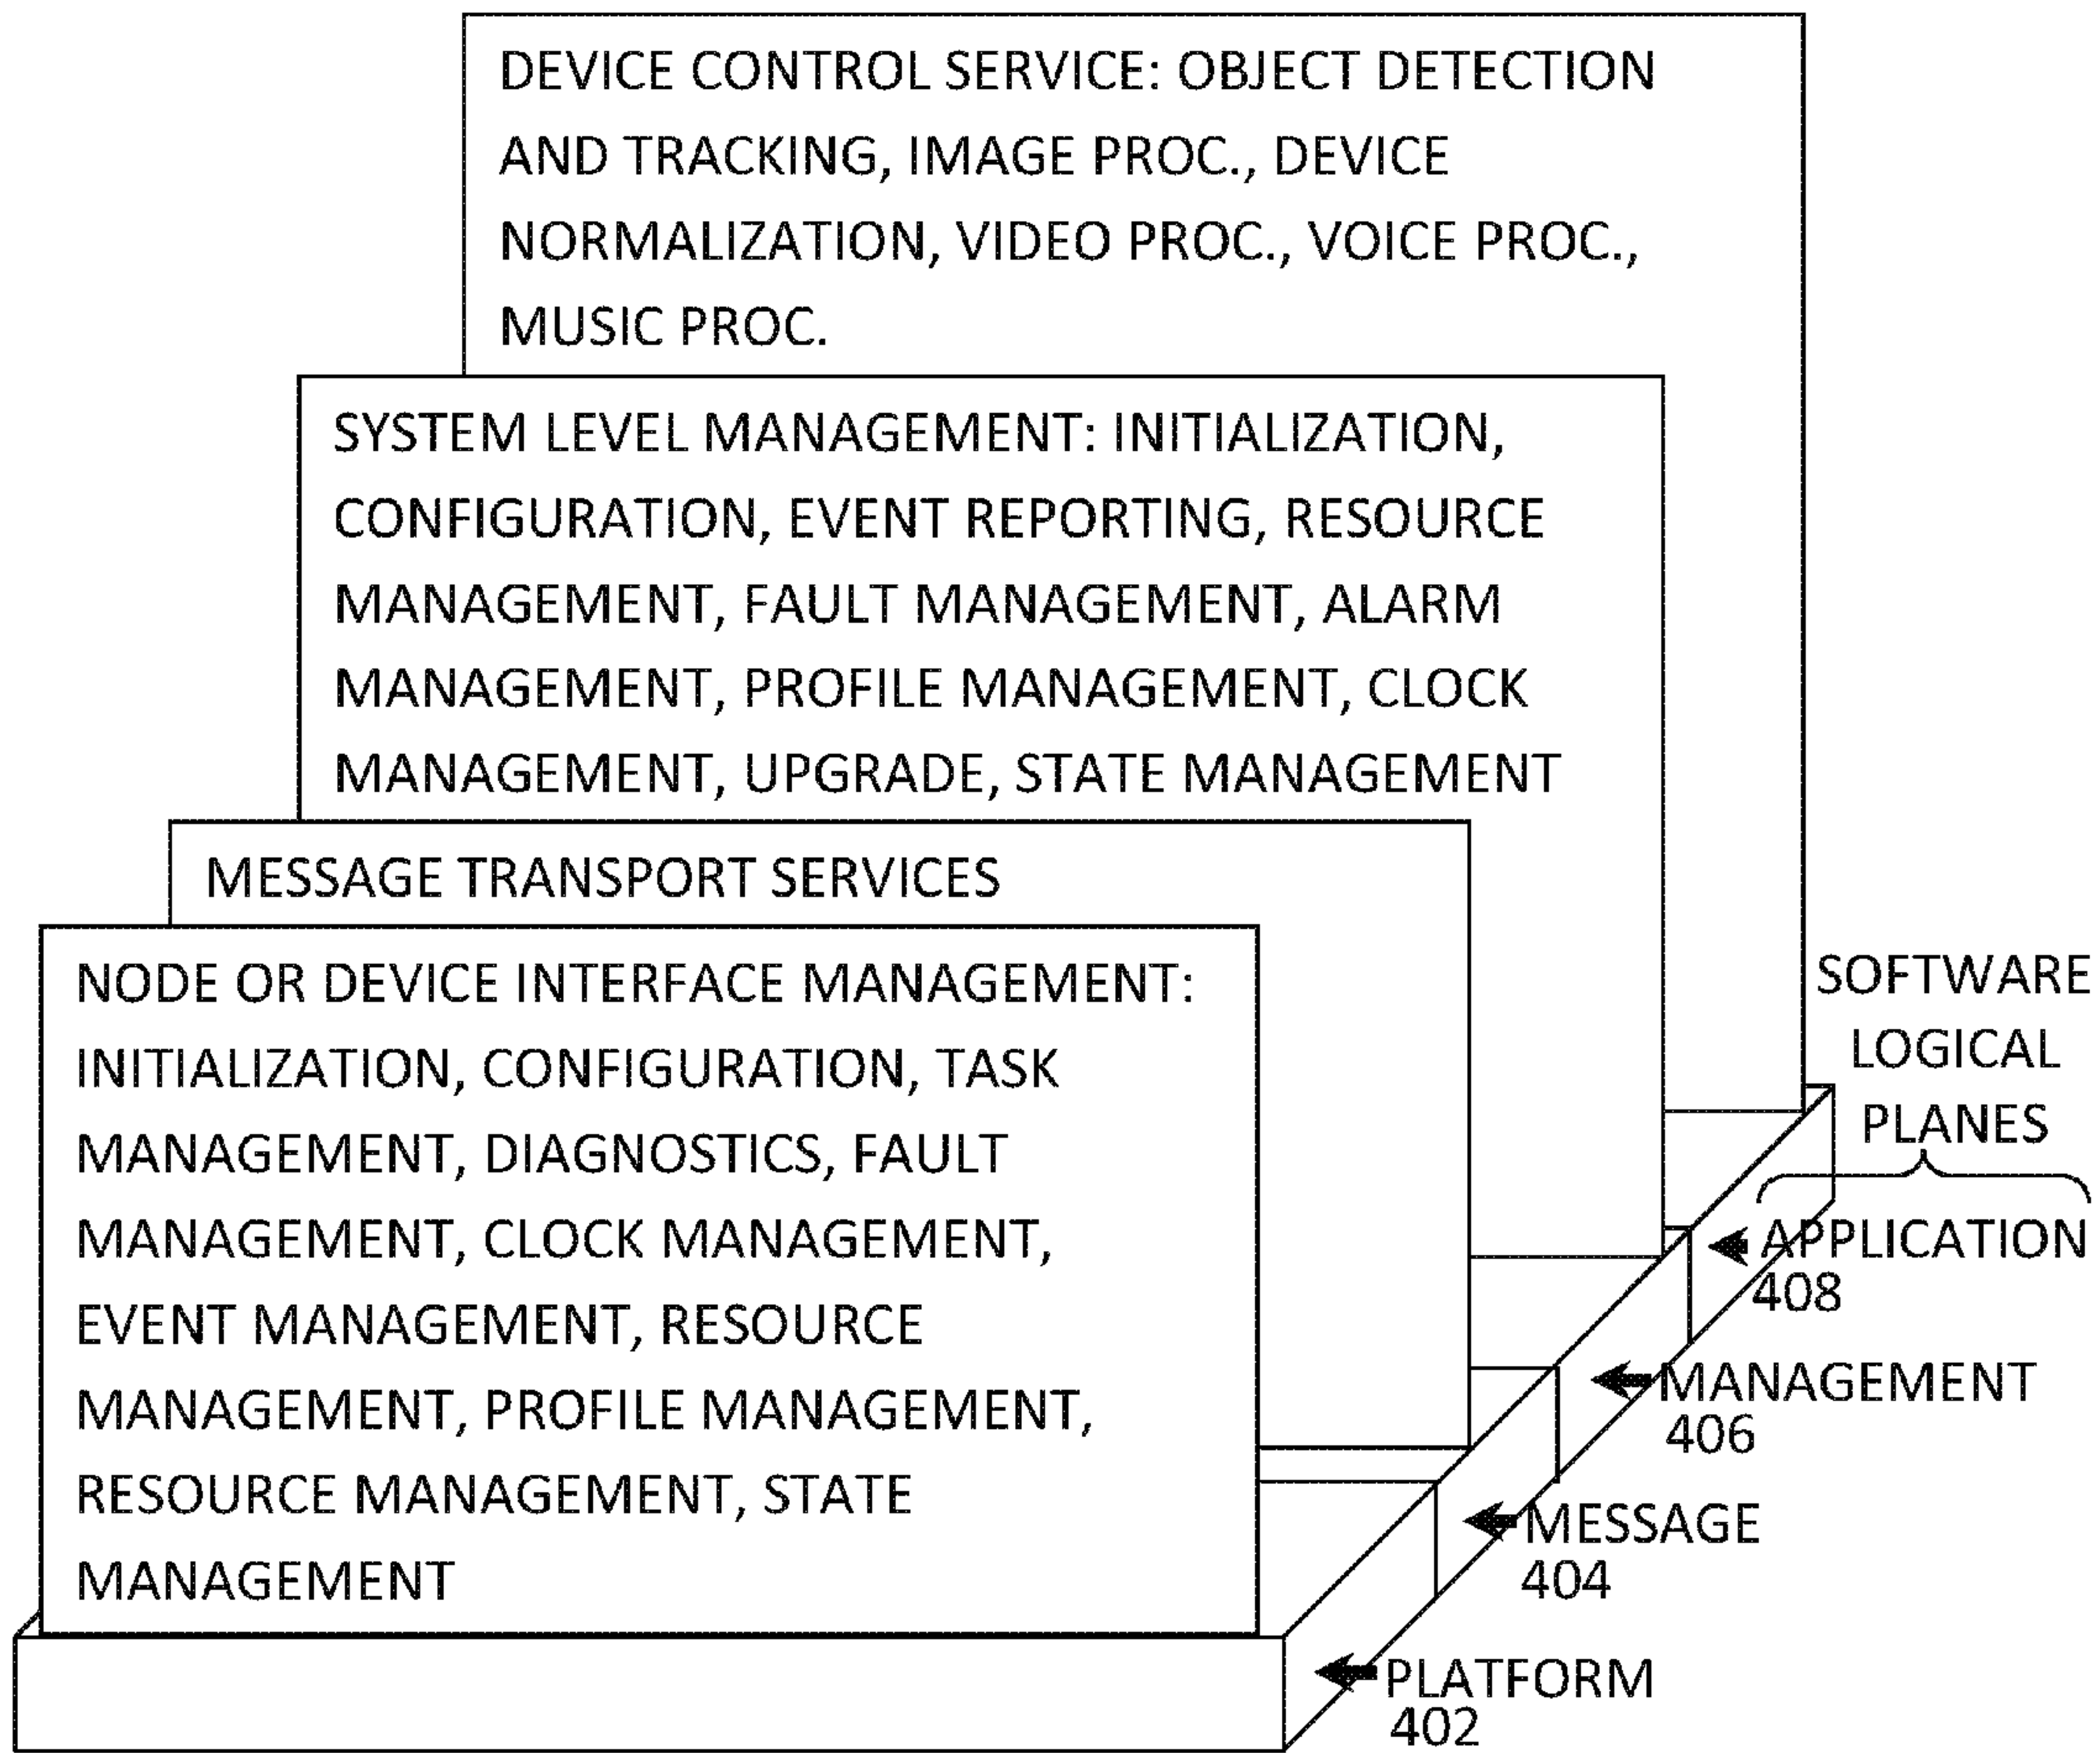 DEVICE CONTROL SERVICE: OBJECT DETECTION
AND TRACKING, IMAGE PROC., DEVICE
NORMALIZATION, VIDEO PROC., VOICE PROC.,
MUSIC PROC.
SYSTEM LEVEL MANAGEMENT: INITIALIZATION,
CONFIGURATION, EVENT REPORTING, RESOURCE
MANAGEMENT, FAULT MANAGEMENT, ALARM
MANAGEMENT, PROFILE MANAGEMENT, CLOCK
MANAGEMENT, UPGRADE, STATE MANAGEMENT
MESSAGE TRANSPORT SERVICES
NODE OR DEVICE INTERFACE MANAGEMENT:
INITIALIZATION, CONFIGURATION, TASK
MANAGEMENT, DIAGNOSTICS, FAULT
MANAGEMENT, CLOCK MANAGEMENT,
EVENT MANAGEMENT, RESOURCE
MANAGEMENT, PROFILE MANAGEMENT,
RESOURCE MANAGEMENT, STATE
MANAGEMENT
SOFTWARE
LOGICAL
PLANES
APPLICATION
408
MANAGEMENT
406
MESSAGE
404
PLATFORM
402